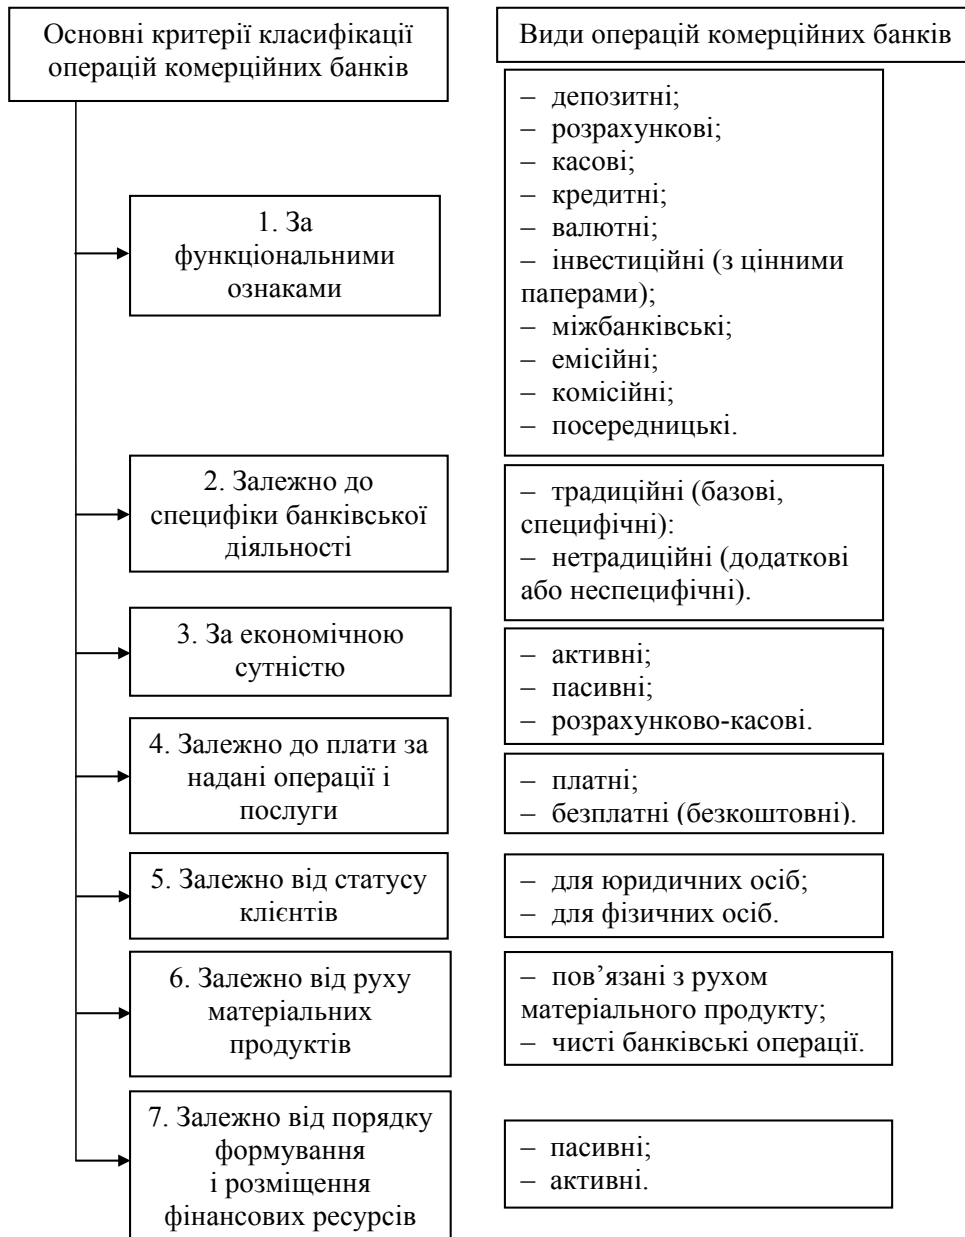 Основні критерії класифікації
операцій комерційних банків
Види операцій комерційних банків
1. За
функціональними
ознаками
– депозитні;
– розрахункові;
– касові;
– кредитні;
– валютні;
– інвестиційні (з цінними
паперами);
– міжбанківські;
– емісійні;
– комісійні;
– посередницькі.
2. Залежно до
специфіки банківської
діяльності
– традиційні (базові,
специфічні):
– нетрадиційні (додаткові
або неспецифічні).
3. За економічною
сутністю
– активні;
– пасивні;
– розрахунково-касові.
4. Залежно до плати за
надані операції і
послуги
– платні;
– безплатні (безкоштовні).
5. Залежно від статусу
клієнтів
– для юридичних осіб;
– для фізичних осіб.
6. Залежно від руху
матеріальних
продуктів
– пов’язані з рухом
матеріального продукту;
– чисті банківські операції.
7. Залежно від порядку
формування
і розміщення
фінансових ресурсів
– пасивні;
– активні.